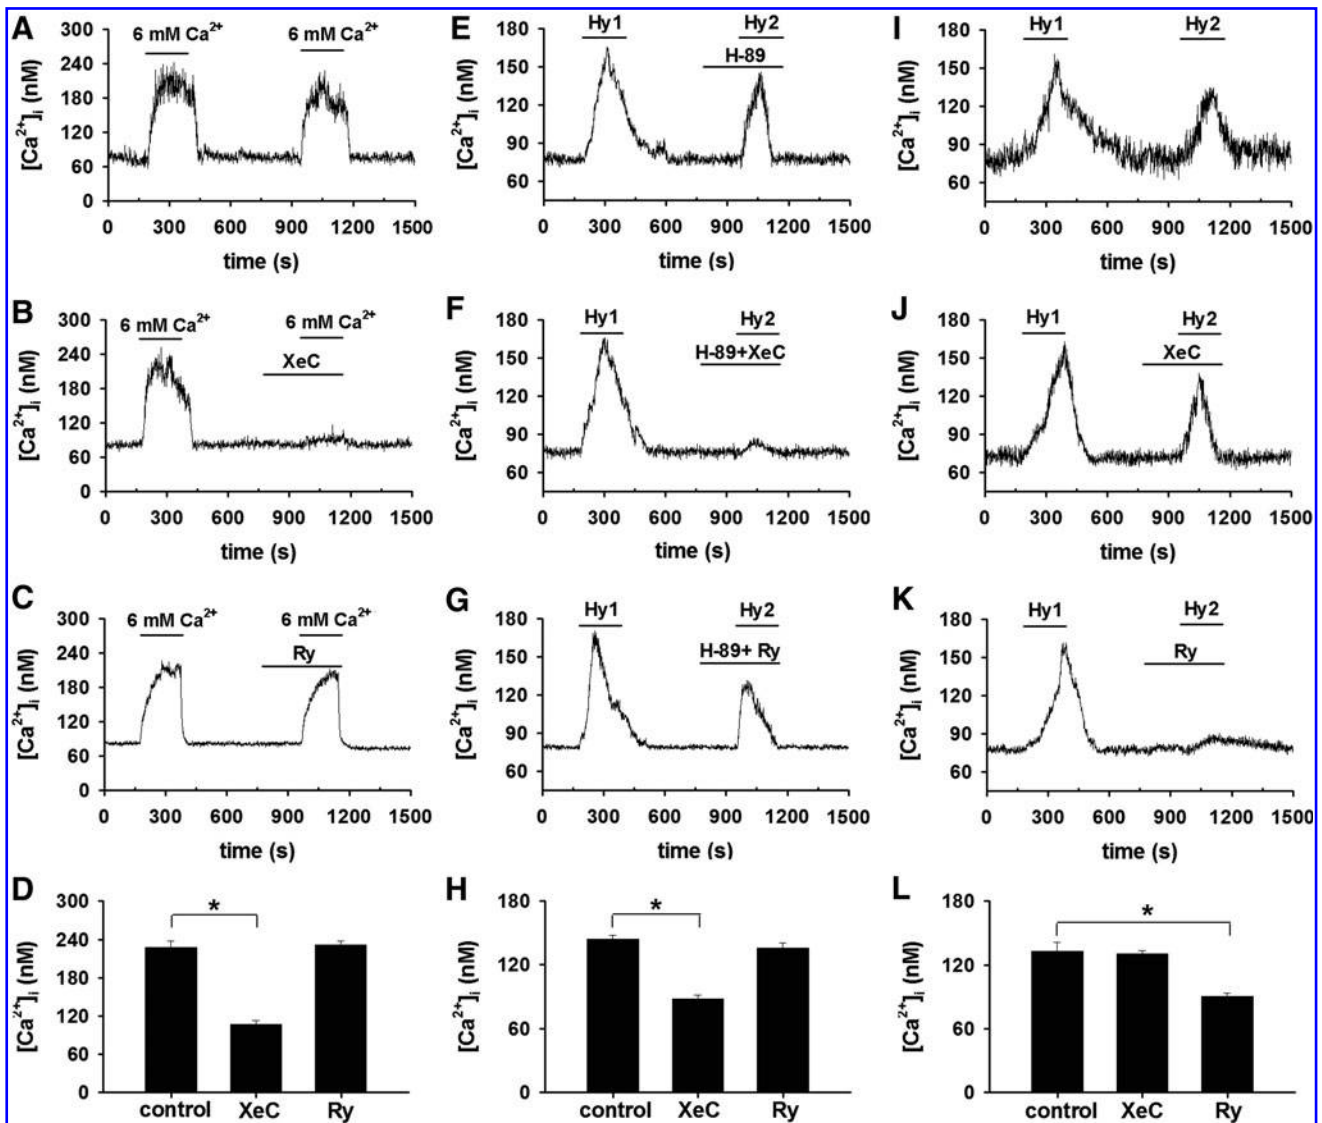 A
6 mM Ca²⁺
6 mM Ca²⁺
[Ca²⁺]ᵢ (nM)
300
240
180
120
60
0
0 300 600 900 1200 1500
time (s)
E
Hy1
Hy2
H-89
[Ca²⁺]ᵢ (nM)
180
150
120
90
60
0 300 600 900 1200 1500
time (s)
I
Hy1
Hy2
[Ca²⁺]ᵢ (nM)
180
150
120
90
60
0 300 600 900 1200 1500
time (s)
B
6 mM Ca²⁺
6 mM Ca²⁺
XeC
[Ca²⁺]ᵢ (nM)
300
240
180
120
60
0
0 300 600 900 1200 1500
time (s)
F
Hy1
Hy2
H-89+XeC
[Ca²⁺]ᵢ (nM)
180
150
120
90
60
0 300 600 900 1200 1500
time (s)
J
Hy1
Hy2
XeC
[Ca²⁺]ᵢ (nM)
180
150
120
90
60
0 300 600 900 1200 1500
time (s)
C
6 mM Ca²⁺
6 mM Ca²⁺
Ry
[Ca²⁺]ᵢ (nM)
300
240
180
120
60
0
0 300 600 900 1200 1500
time (s)
G
Hy1
Hy2
H-89+ Ry
[Ca²⁺]ᵢ (nM)
180
150
120
90
60
0 300 600 900 1200 1500
time (s)
K
Hy1
Hy2
Ry
[Ca²⁺]ᵢ (nM)
180
150
120
90
60
0 300 600 900 1200 1500
time (s)
D
*
[Ca²⁺]ᵢ (nM)
300
240
180
120
60
0
control XeC Ry
H
*
[Ca²⁺]ᵢ (nM)
180
120
60
0
control XeC Ry
L
*
[Ca²⁺]ᵢ (nM)
180
120
60
0
control XeC Ry